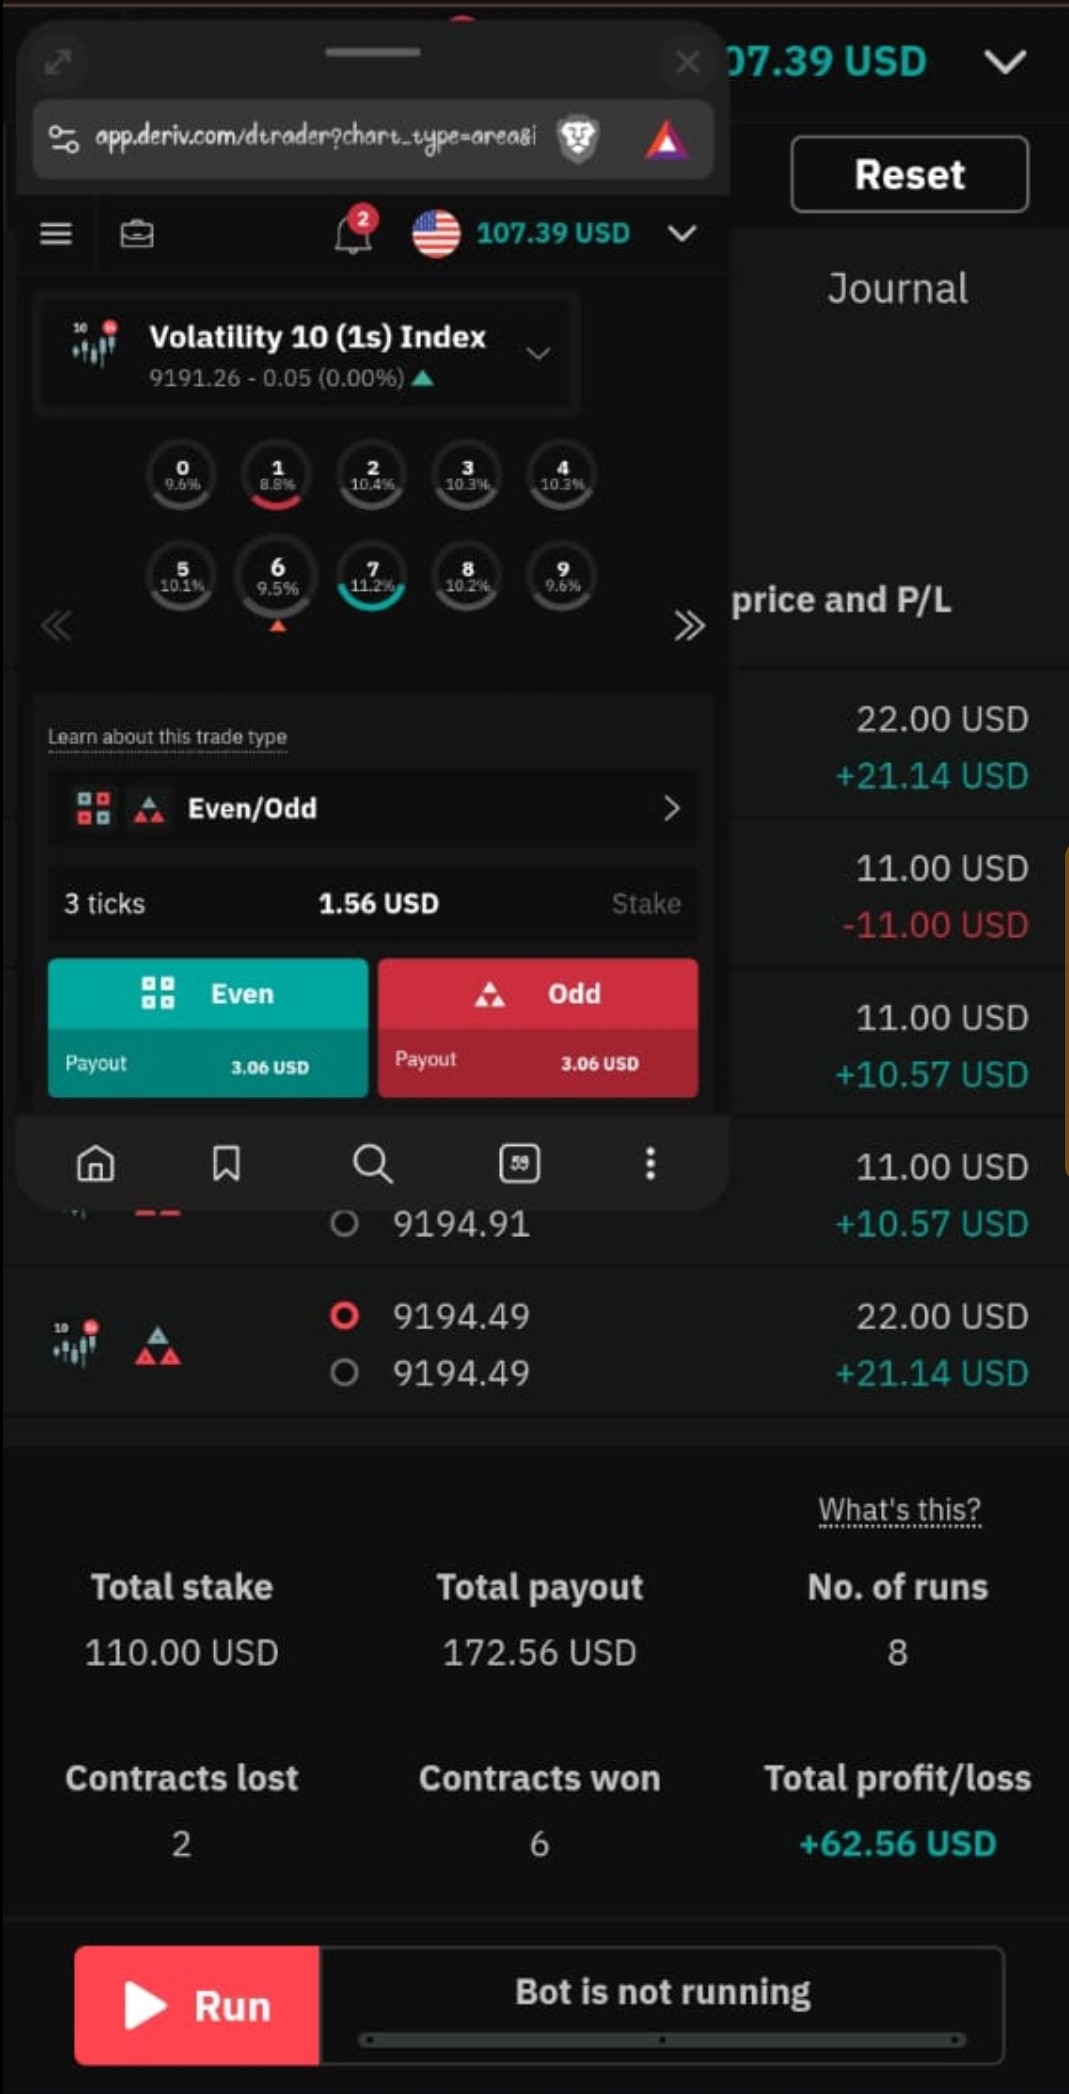 07.39 USD
app.deriv.com/dtrader?chart_type=area&i
Reset
2
107.39 USD
Journal
10
Volatility 10 (1s) Index
9191.26 - 0.05 (0.00%)
0
9.6%
1
8.8%
2
10.4%
3
10.3%
4
10.3%
5
10.1%
6
9.5%
7
11.2%
8
10.2%
9
9.6%
price and P/L
Learn about this trade type
22.00 USD
+21.14 USD
Even/Odd
3 ticks 1.56 USD Stake
11.00 USD
-11.00 USD
Even
Payout 3.06 USD
Odd
Payout 3.06 USD
11.00 USD
+10.57 USD
59
11.00 USD
9194.91 +10.57 USD
10
9194.49 22.00 USD
9194.49 +21.14 USD
What's this?
Total stake Total payout No. of runs
110.00 USD 172.56 USD 8
Contracts lost Contracts won Total profit/loss
2 6 +62.56 USD
Run
Bot is not running